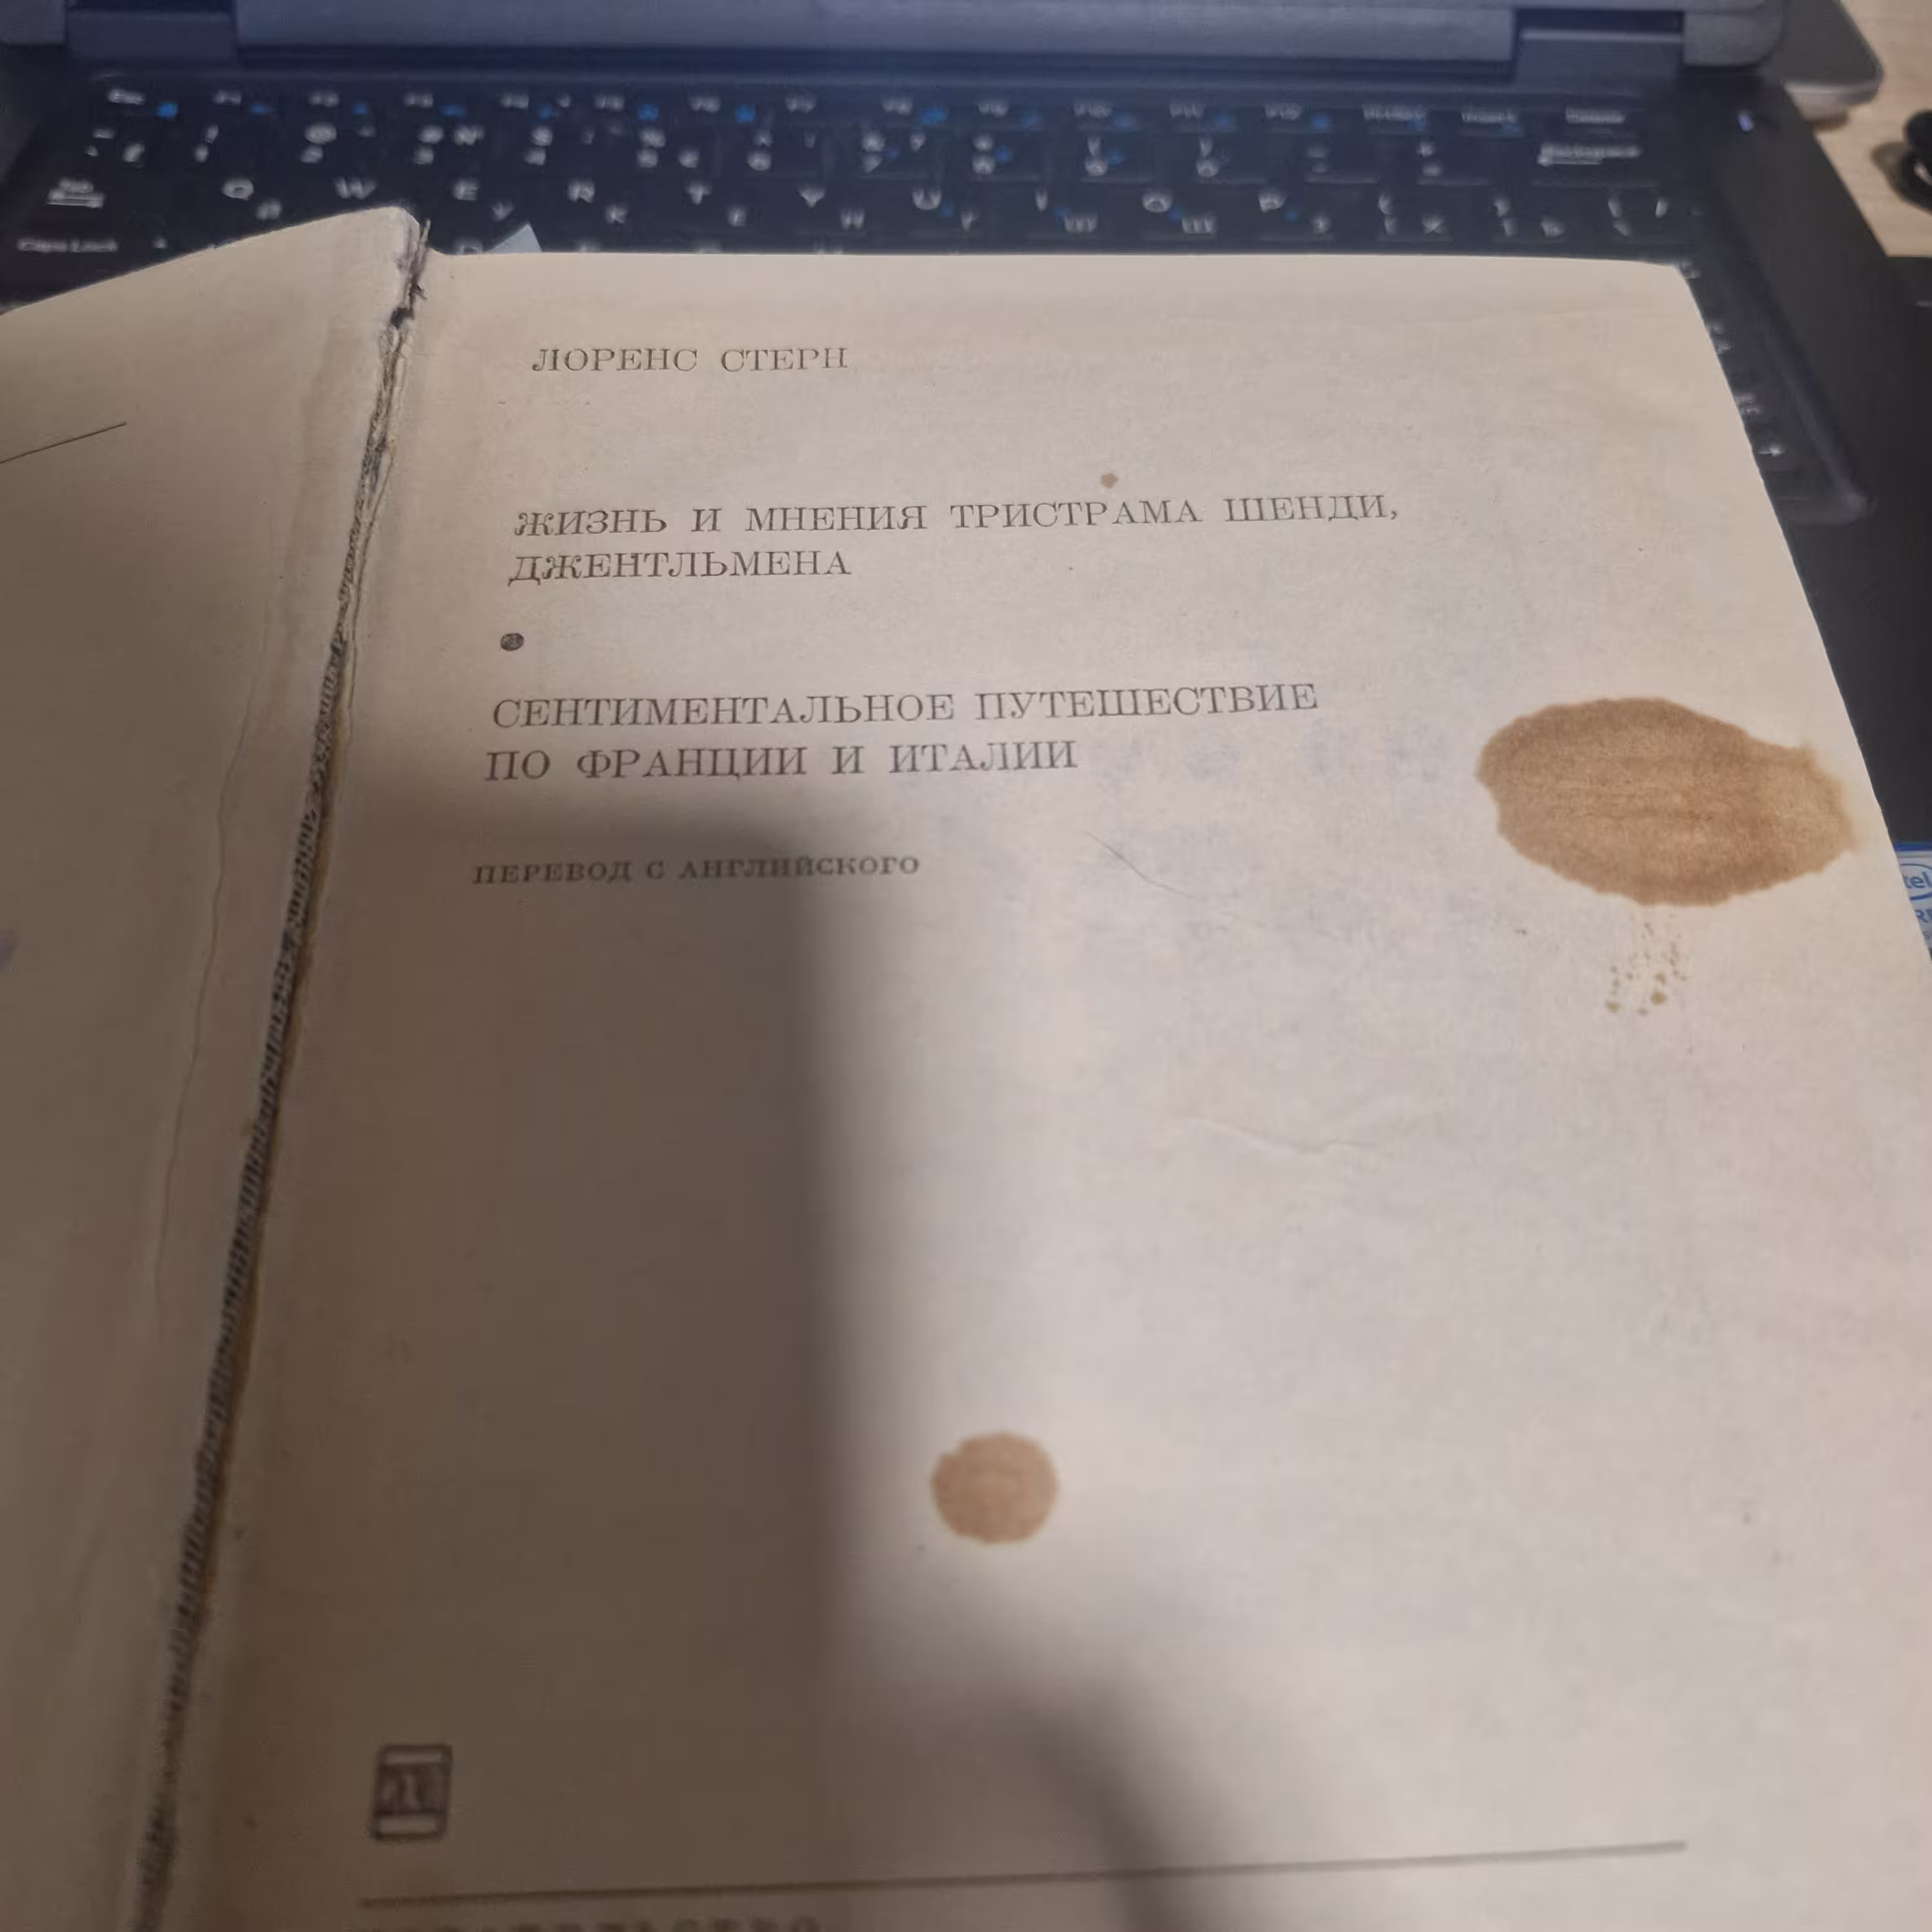 ЛОРЕНС СТЕРН
ЖИЗНЬ И МНЕНИЯ ТРИСТРАМА ШЕНДИ,
ДЖЕНТЛЬМЕНА
СЕНТИМЕНТАЛЬНОЕ ПУТЕШЕСТВИЕ
ПО ФРАНЦИИ И ИТАЛИИ
ПЕРЕВОД С АНГЛИЙСКОГО